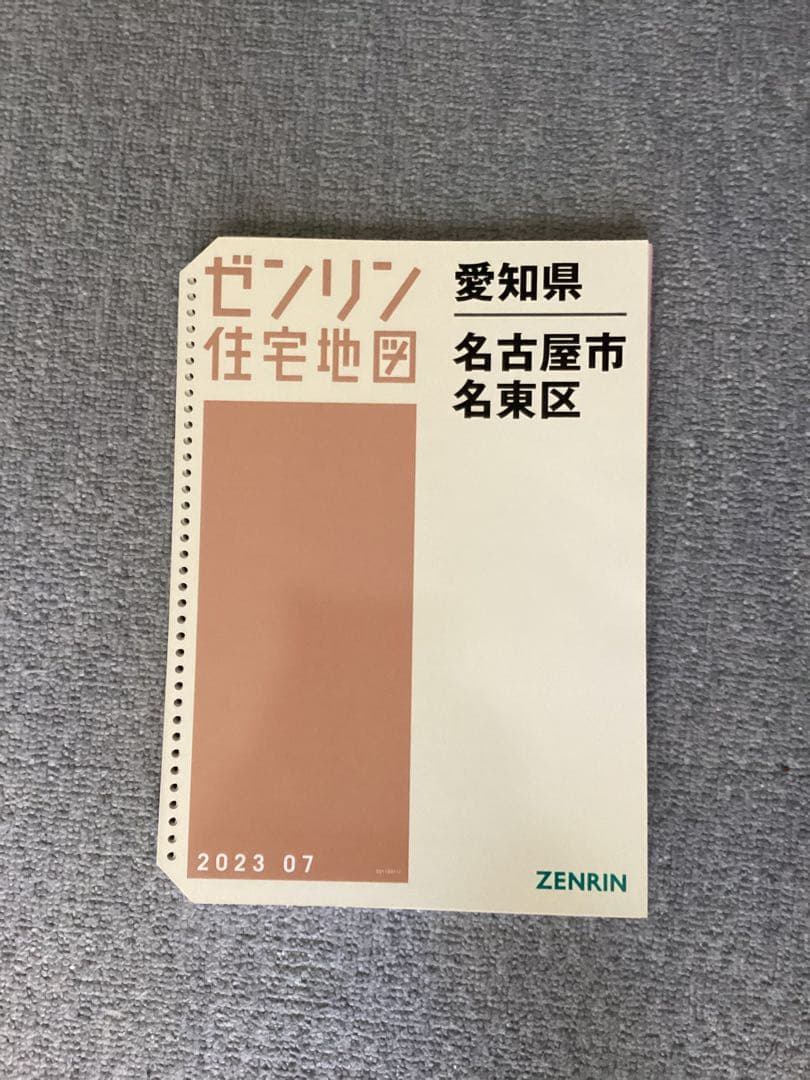 ゼンリン
住宅地図
愛知県
名古屋市
名東区
2023 07
ZENRIN